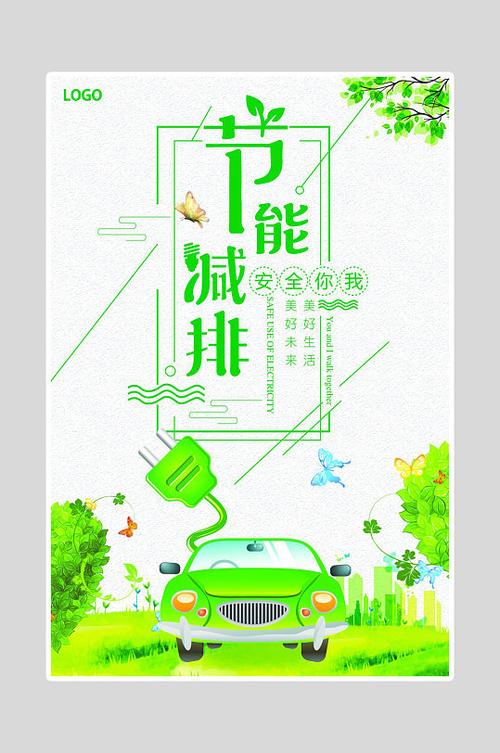 LOGO
节能
减排
安全你我
美好生活
美好未来
SAFE USE OF ELECTRICITY
You and I walk together